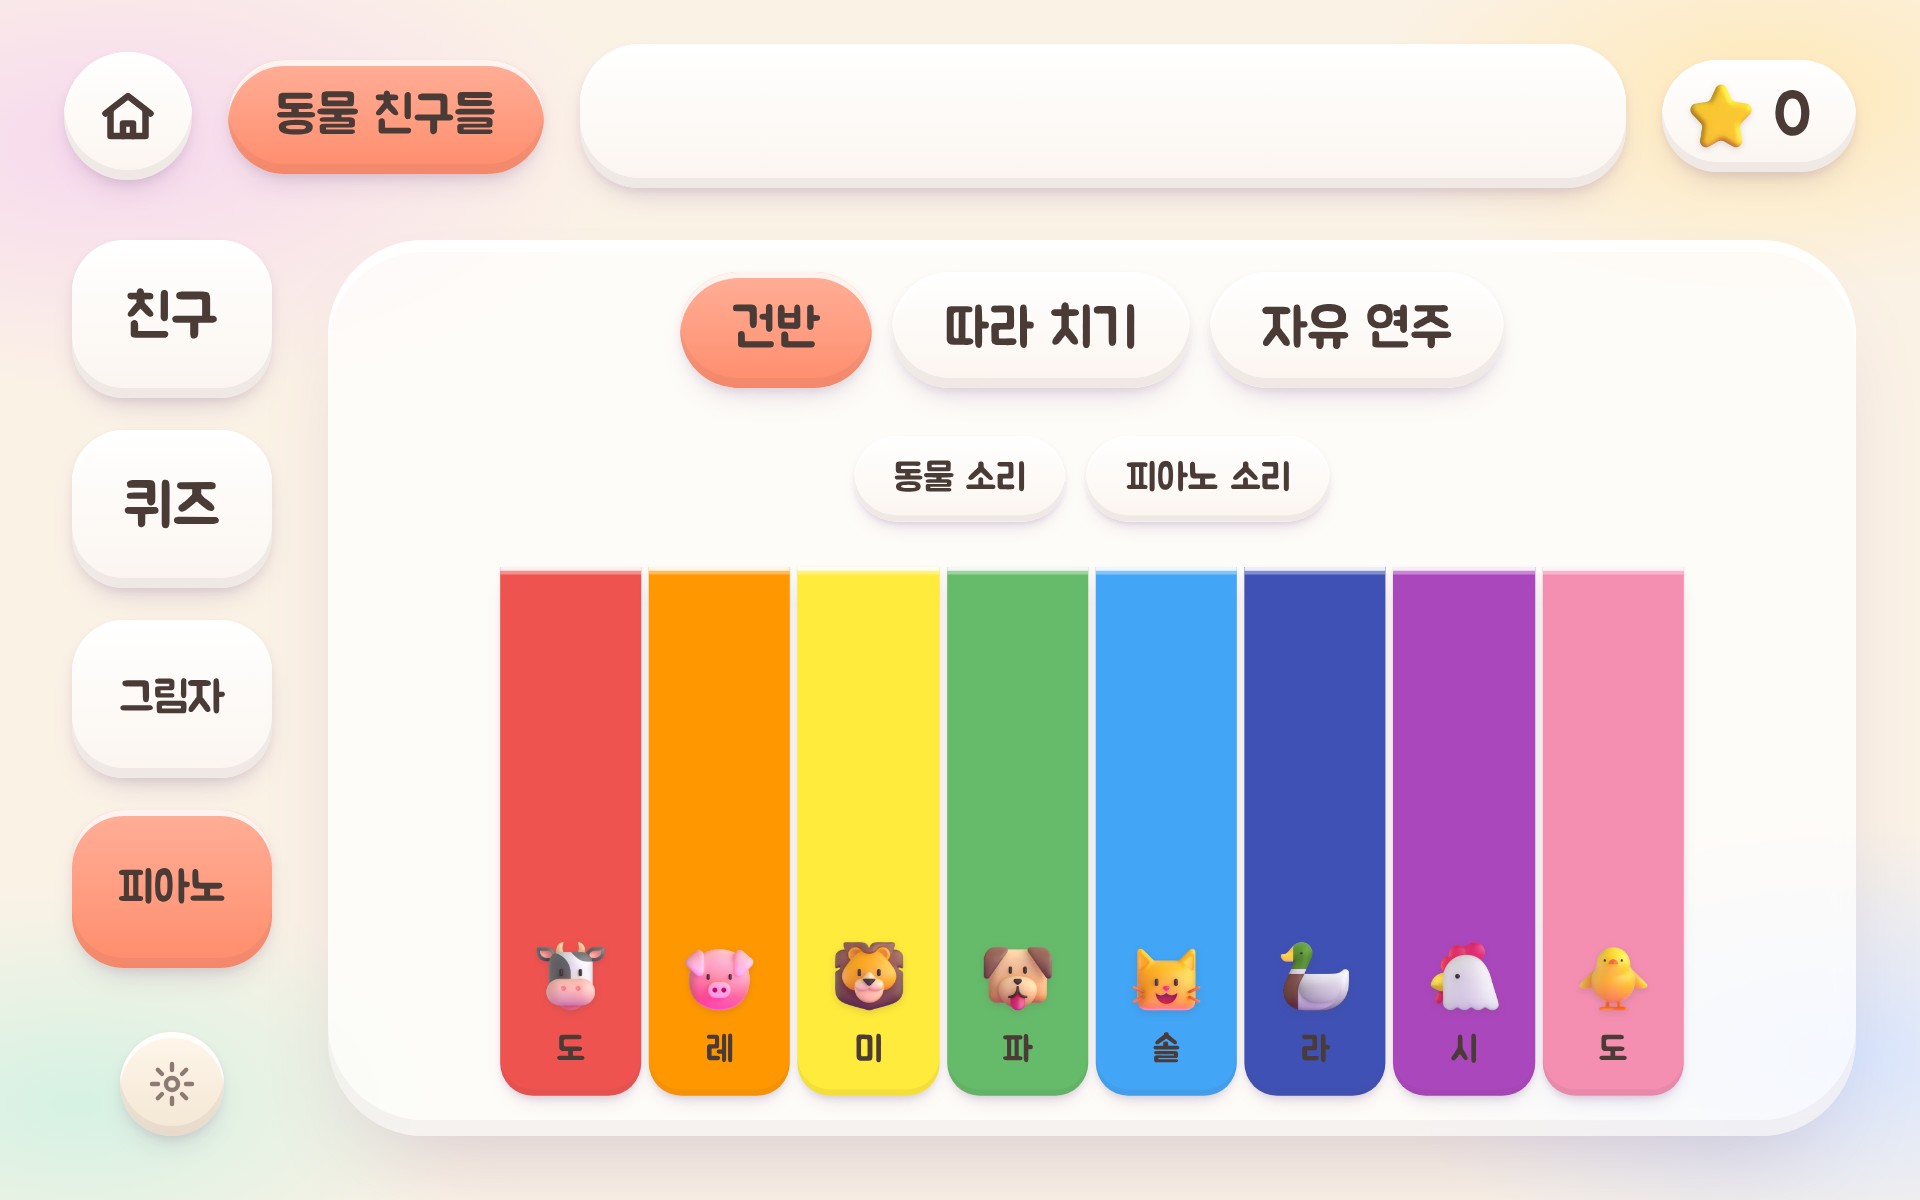 동물 친구들
0
친구
퀴즈
그림자
피아노
건반 따라 치기 자유 연주
동물 소리 피아노 소리
도 레 미 파 솔 라 시 도